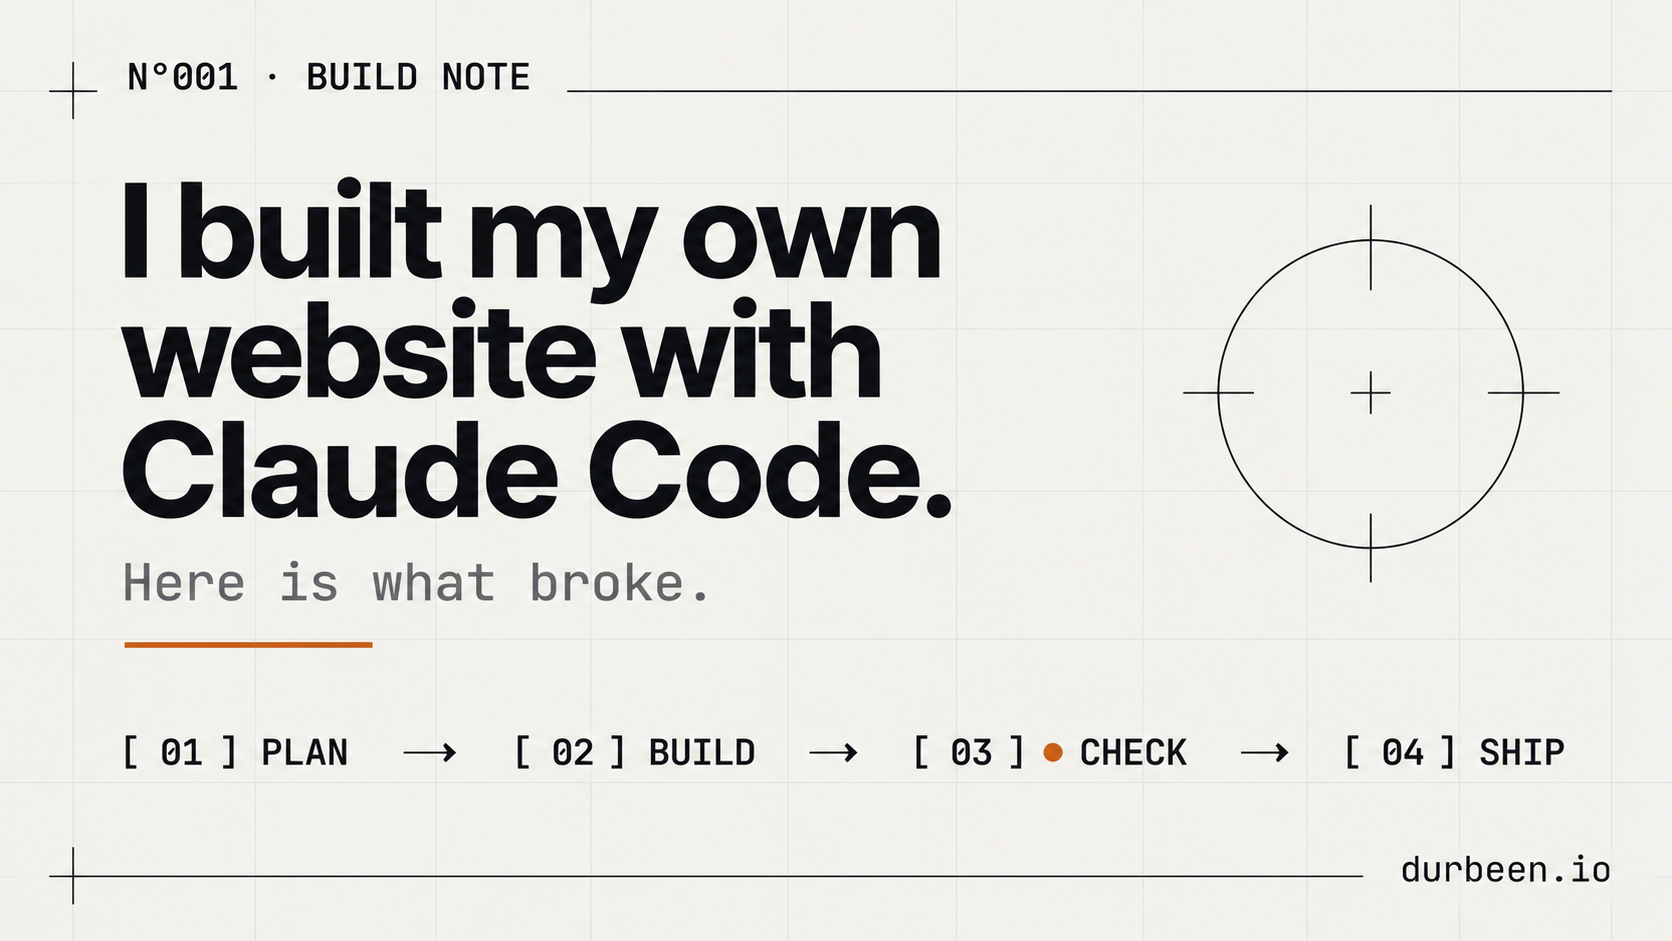 N°001 · BUILD NOTE
I built my own
website with
Claude Code.
Here is what broke.
[ 01 ] PLAN → [ 02 ] BUILD → [ 03 ] ● CHECK → [ 04 ] SHIP
durbeen.io